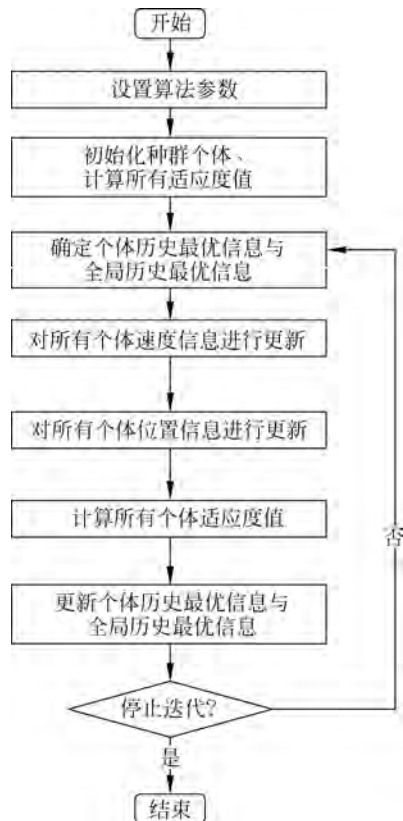 开始
设置算法参数
初始化种群个体、
计算所有适应度值
确定个体历史最优信息与
全局历史最优信息
对所有个体速度信息进行更新
对所有个体位置信息进行更新
计算所有个体适应度值
否
更新个体历史最优信息与
全局历史最优信息
停止迭代?
是
结束